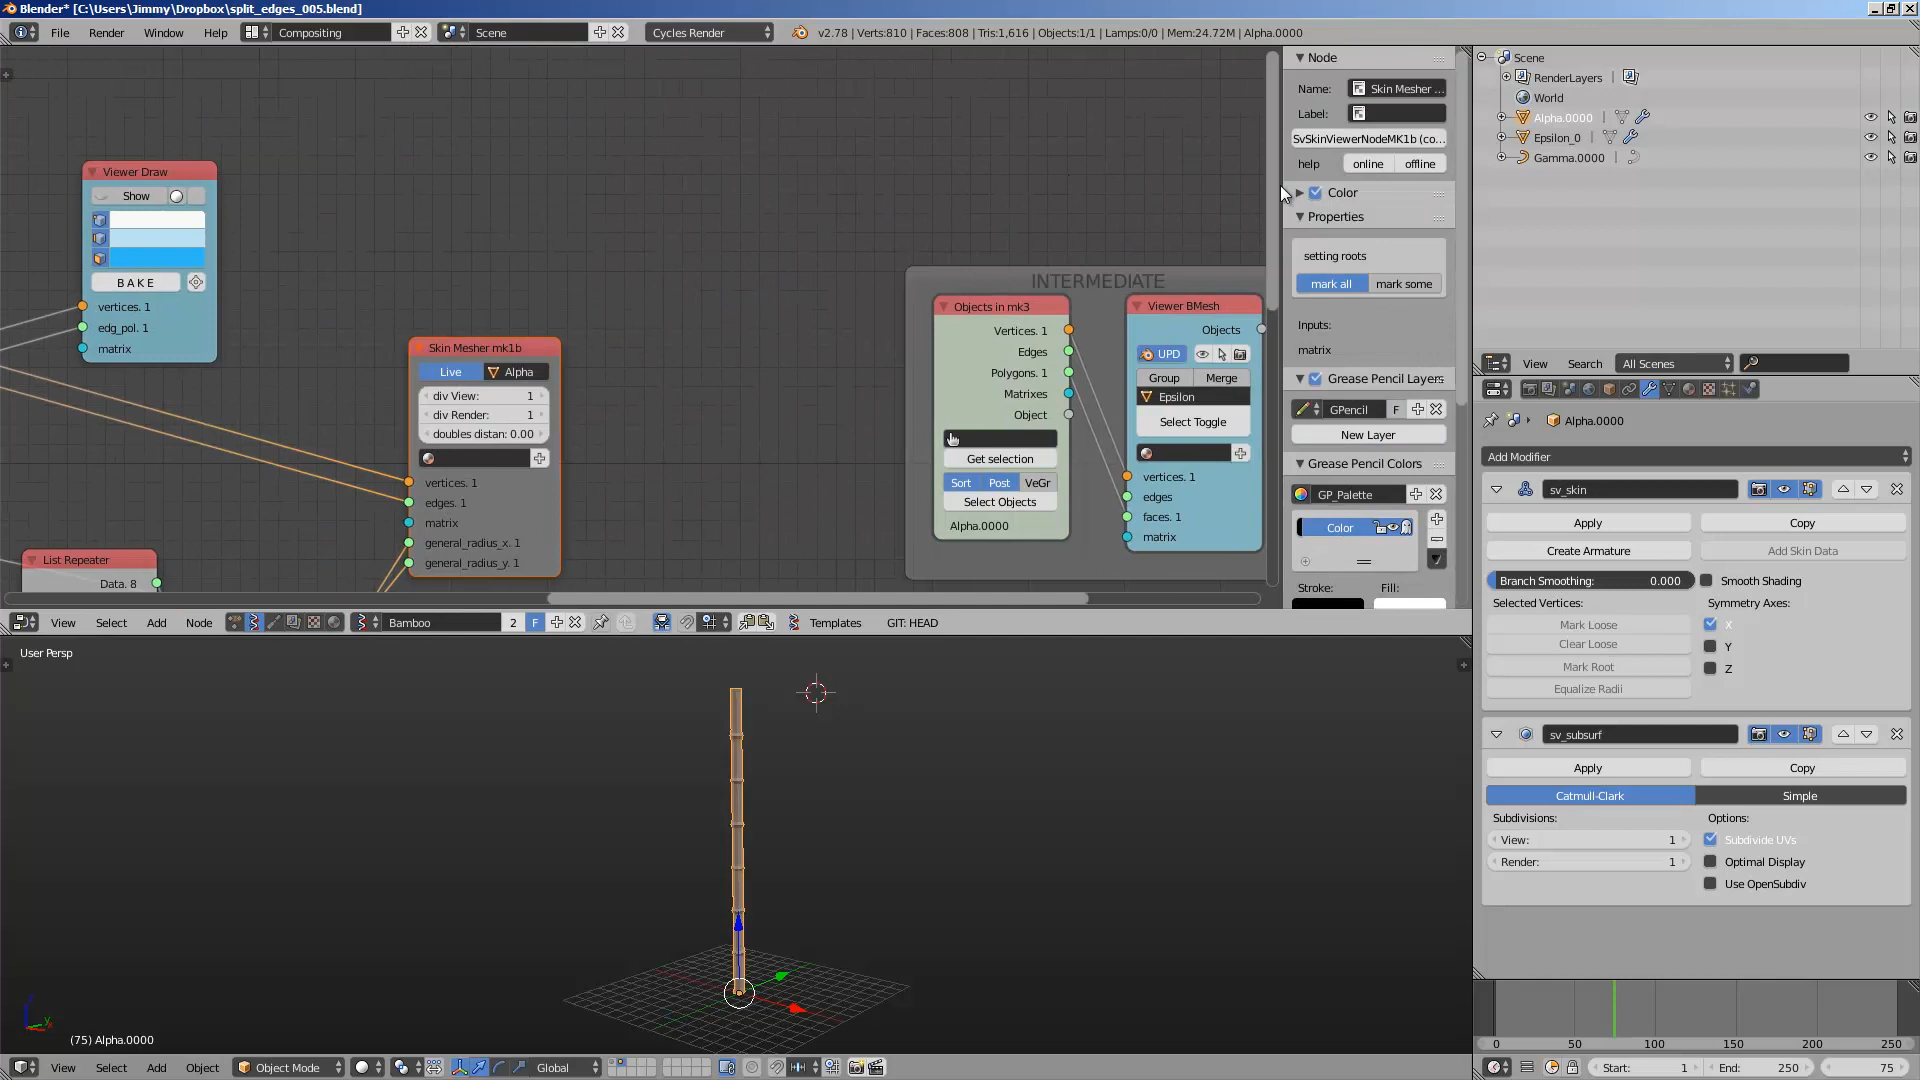 Blender* [C:\Users\Jimmy\Dropbox\split_edges_005.blend]
File Render Window Help Compositing Scene Cycles Render v2.78 | Verts:810 | Faces:808 | Tris:1,616 | Objects:1/1 | Lamps:0/0 | Mem:24.72M | Alpha.0000
Viewer Draw
Show
BAKE
vertices. 1
edg_pol. 1
matrix
List Repeater
Data. 8
Skin Mesher mk1b
Live Alpha
div View: 1
div Render: 1
doubles distan: 0.00
vertices. 1
edges. 1
matrix
general_radius_x. 1
general_radius_y. 1
INTERMEDIATE
Objects in mk3
Vertices. 1
Edges
Polygons. 1
Matrixes
Object
Get selection
Sort Post VeGr
Select Objects
Alpha.0000
Viewer BMesh
Objects
UPD
Group Merge
Epsilon
Select Toggle
vertices. 1
edges
faces. 1
matrix
Node
Name: Skin Mesher ...
Label:
SvSkinViewerNodeMK1b (co...
help online offline
Color
Properties
setting roots
mark all mark some
Inputs:
matrix
Grease Pencil Layers
GPencil F
New Layer
Grease Pencil Colors
GP_Palette
Color
Stroke: Fill:
View Select Add Node Bamboo 2 F Templates GIT: HEAD
User Persp
(75) Alpha.0000
View Select Add Object Object Mode Global
Scene
RenderLayers
World
Alpha.0000
Epsilon_0
Gamma.0000
View Search All Scenes
Alpha.0000
Add Modifier
sv_skin
Apply Copy
Create Armature Add Skin Data
Branch Smoothing: 0.000 Smooth Shading
Selected Vertices: Symmetry Axes:
Mark Loose X
Clear Loose Y
Mark Root Z
Equalize Radii
sv_subsurf
Apply Copy
Catmull-Clark Simple
Subdivisions: Options:
View: 1 Subdivide UVs
Render: 1 Optimal Display
Use OpenSubdiv
0 50 100 150 200 250
Start: 1 End: 250 75